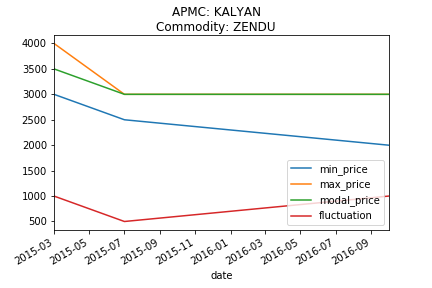 APMC: KALYAN
Commodity: ZENDU
4000
3500
3000
2500
2000
1500
1000
500
min_price
max_price
modal_price
fluctuation
2015-03
2015-05
2015-07
2015-09
2015-11
2016-01
2016-03
2016-05
2016-07
2016-09
date